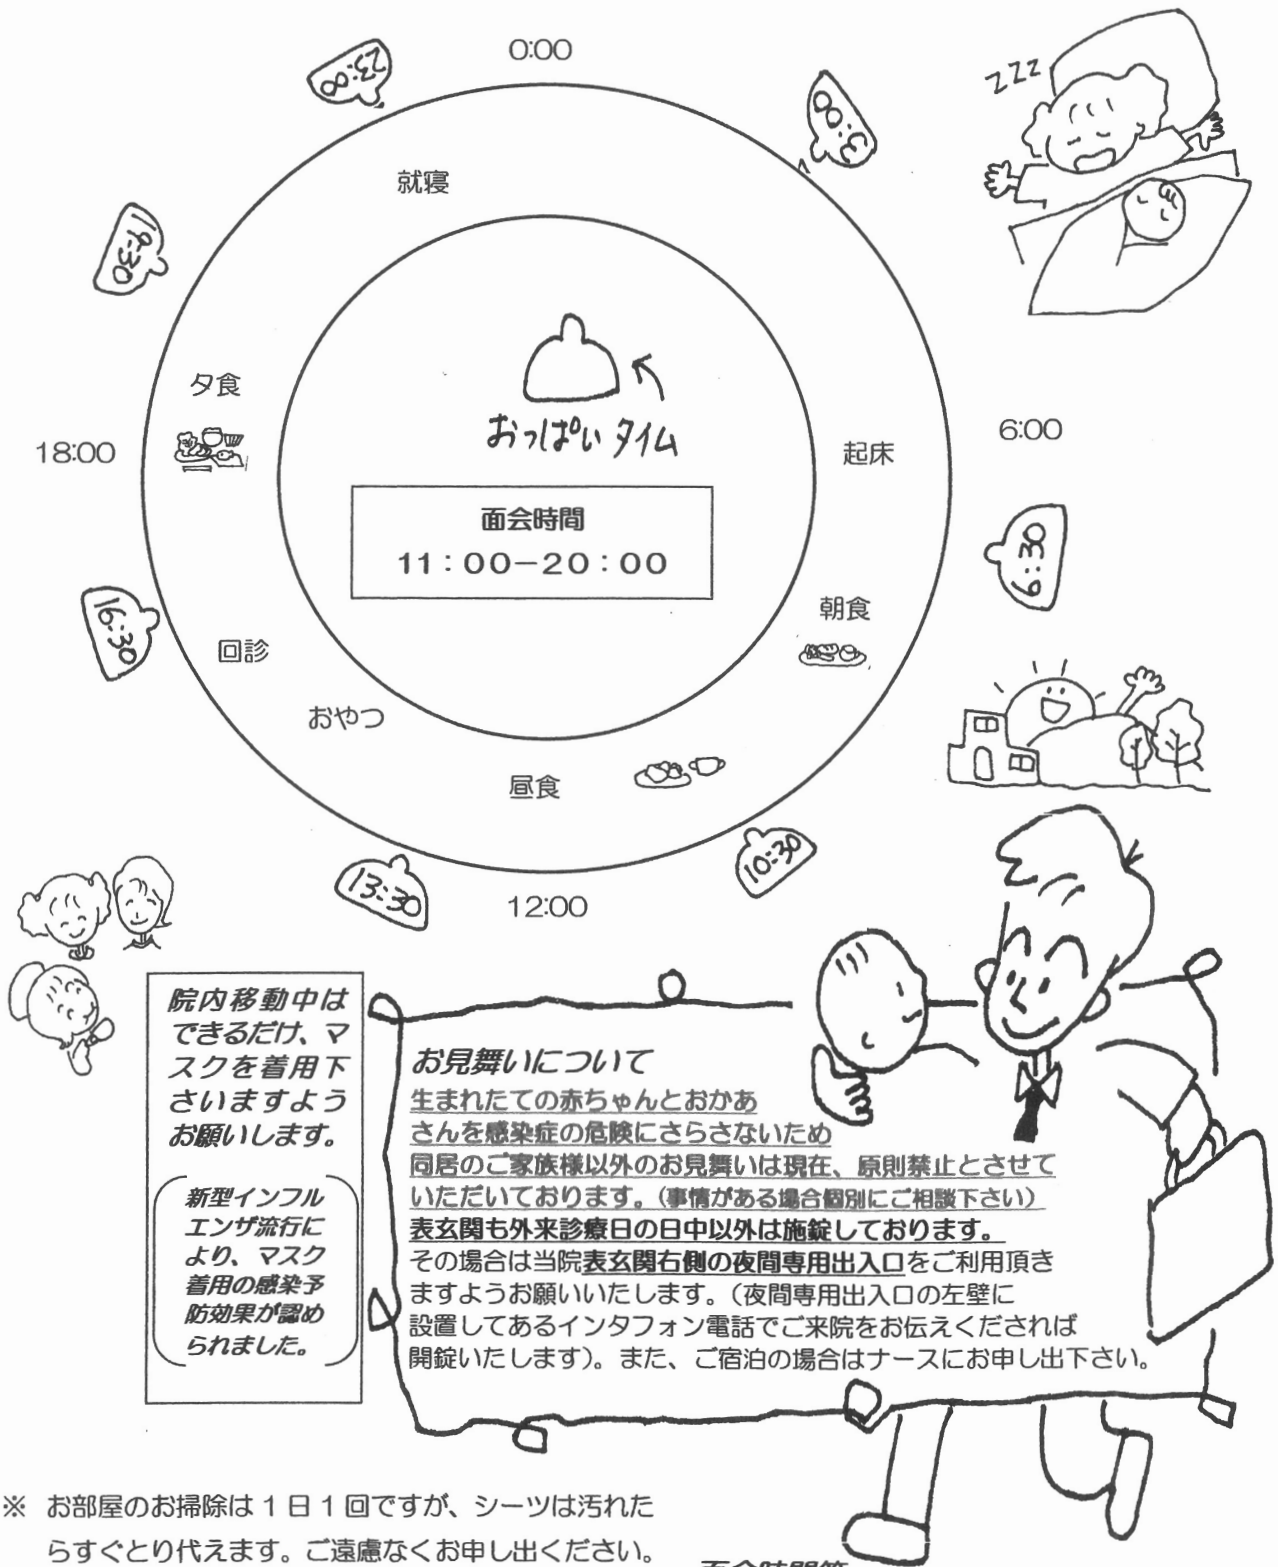 0:00
23:00
3:00
zzz
就寝
19:30
夕食
18:00
おっぱい タイム
起床
6:00
面会時間
11：00－20：00
6:30
朝食
16:30
回診
おやつ
昼食
13:30
12:00
10:30
院内移動中は
できるだけ、マ
スクを着用下
さいますよう
お願いします。
新型インフル
エンザ流行に
より、マスク
着用の感染予
防効果が認め
られました。
お見舞いについて
生まれたての赤ちゃんとおかあ
さんを感染症の危険にさらさないため
同居のご家族様以外のお見舞いは現在、原則禁止とさせて
いただいております。（事情がある場合個別にご相談下さい）
表玄関も外来診療日の日中以外は施錠しております。
その場合は当院表玄関右側の夜間専用出入口をご利用頂き
ますようお願いいたします。（夜間専用出入口の左壁に
設置してあるインタフォン電話でご来院をお伝えくだされば
開錠いたします）。また、ご宿泊の場合はナースにお申し出下さい。
※ お部屋のお掃除は１日１回ですが、シーツは汚れた
らすぐとり代えます。ご遠慮なくお申し出ください。